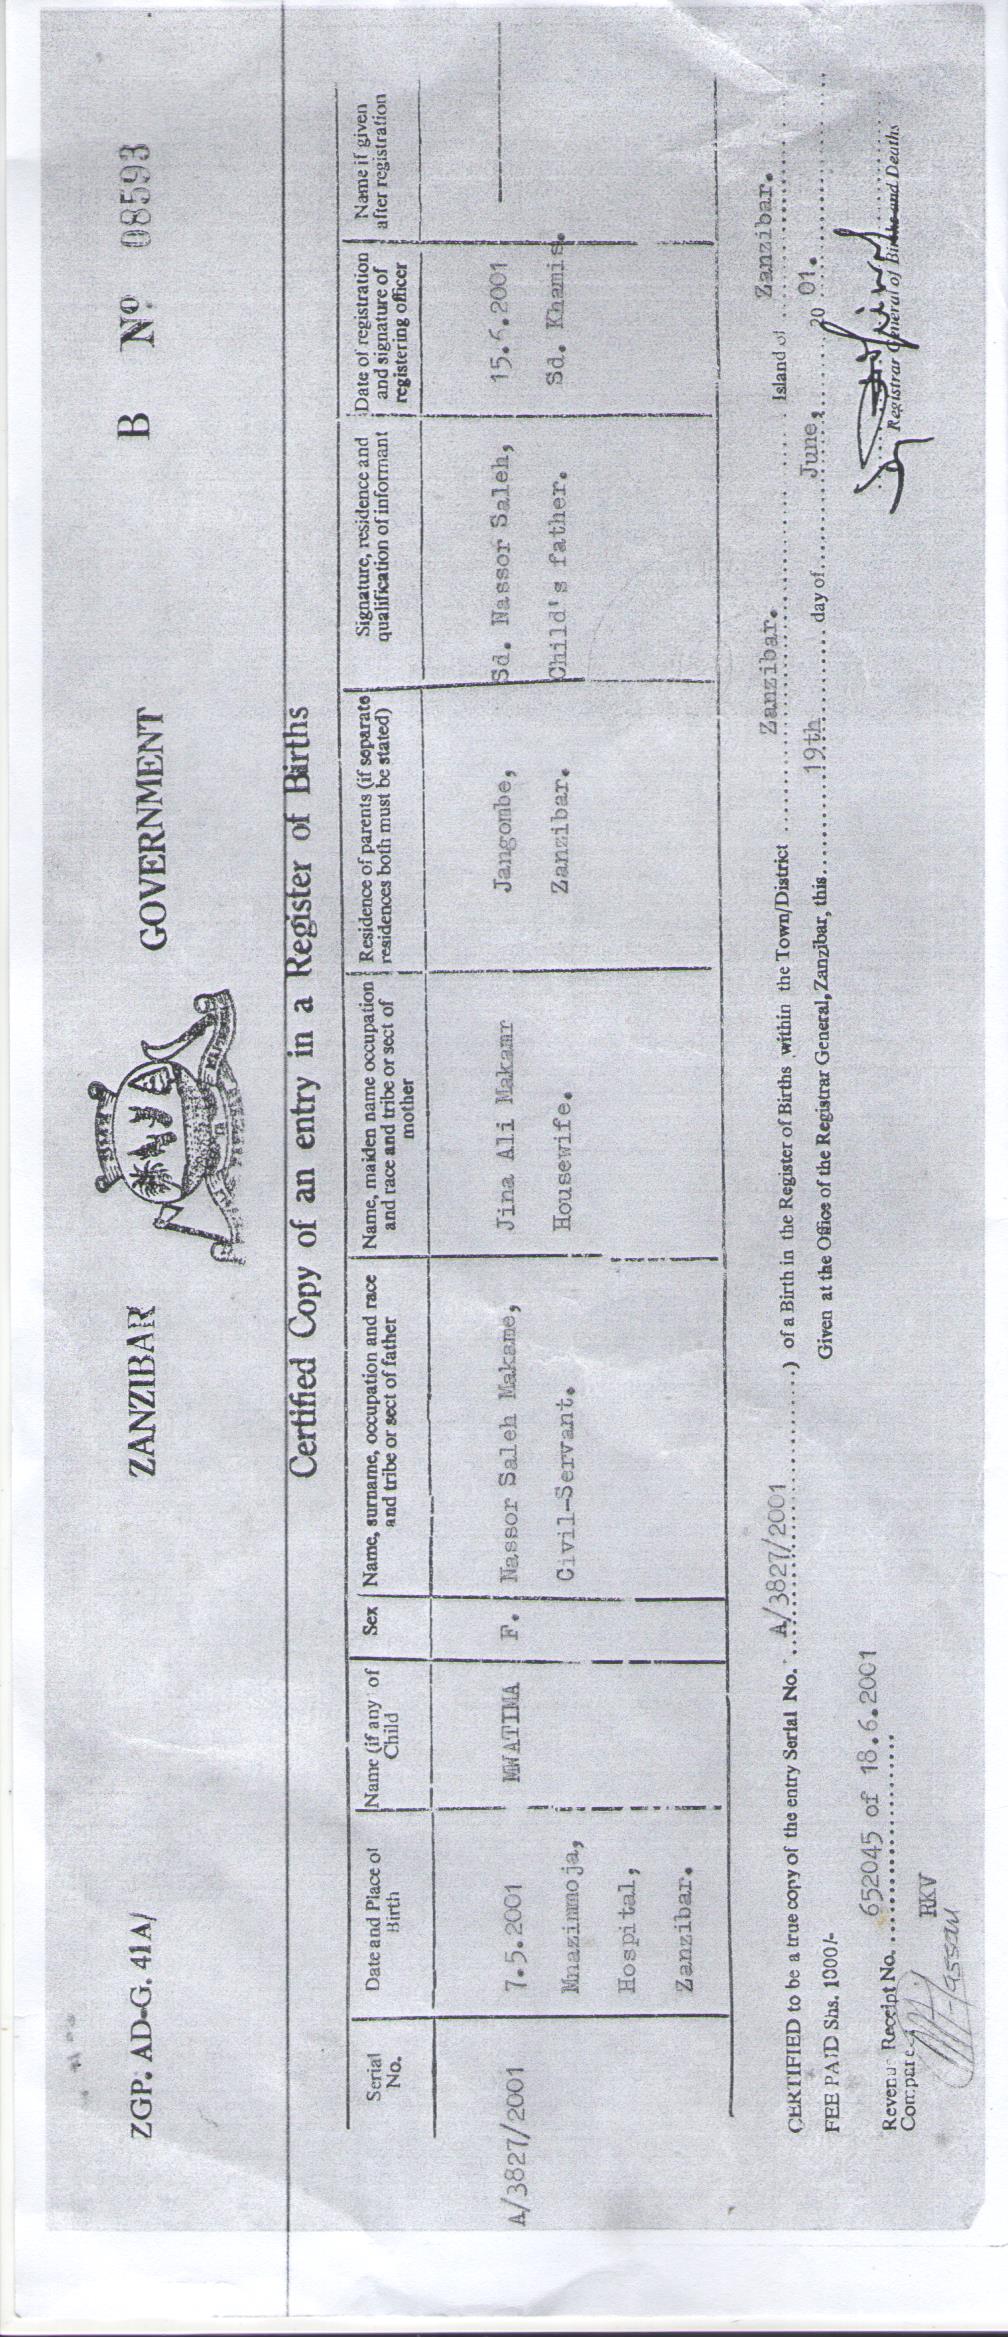 ZGP. AD-G. 41A/
ZANZIBAR GOVERNMENT
B Nº 08593
Certified Copy of an entry in a Register of Births
Serial No.
Date and Place of Birth
Name (if any of Child
Sex
Name, surname, occupation and race and tribe or sect of father
Name, maiden name occupation and race and tribe or sect of mother
Residence of parents (if separate residences both must be stated)
Signature, residence and qualification of informant
Date of registration and signature of registering officer
Name if given after registration
A/3827/2001
7.5.2001
Mnazimmoja,
Hospital,
Zanzibar.
MWATIMA
F.
Nassor Saleh Makame,
Civil-Servant.
Jina Ali Makamr
Housewife.
Jangombe,
Zanzibar.
Sd. Nassor Saleh,
Child's father.
15.6.2001
Sd. Khamis.
CERTIFIED to be a true copy of the entry Serial No. A/3827/2001) of a Birth in the Register of Births within the Town/District Zanzibar. Island of Zanzibar.
FEE PAID Shs. 1000/-
Given at the Office of the Registrar General, Zanzibar, this 19th day of June, 20 01.
Revenue Receipt No. 652045 of 18.6.2001
Registrar General of Births and Deaths
RKV
Hassan